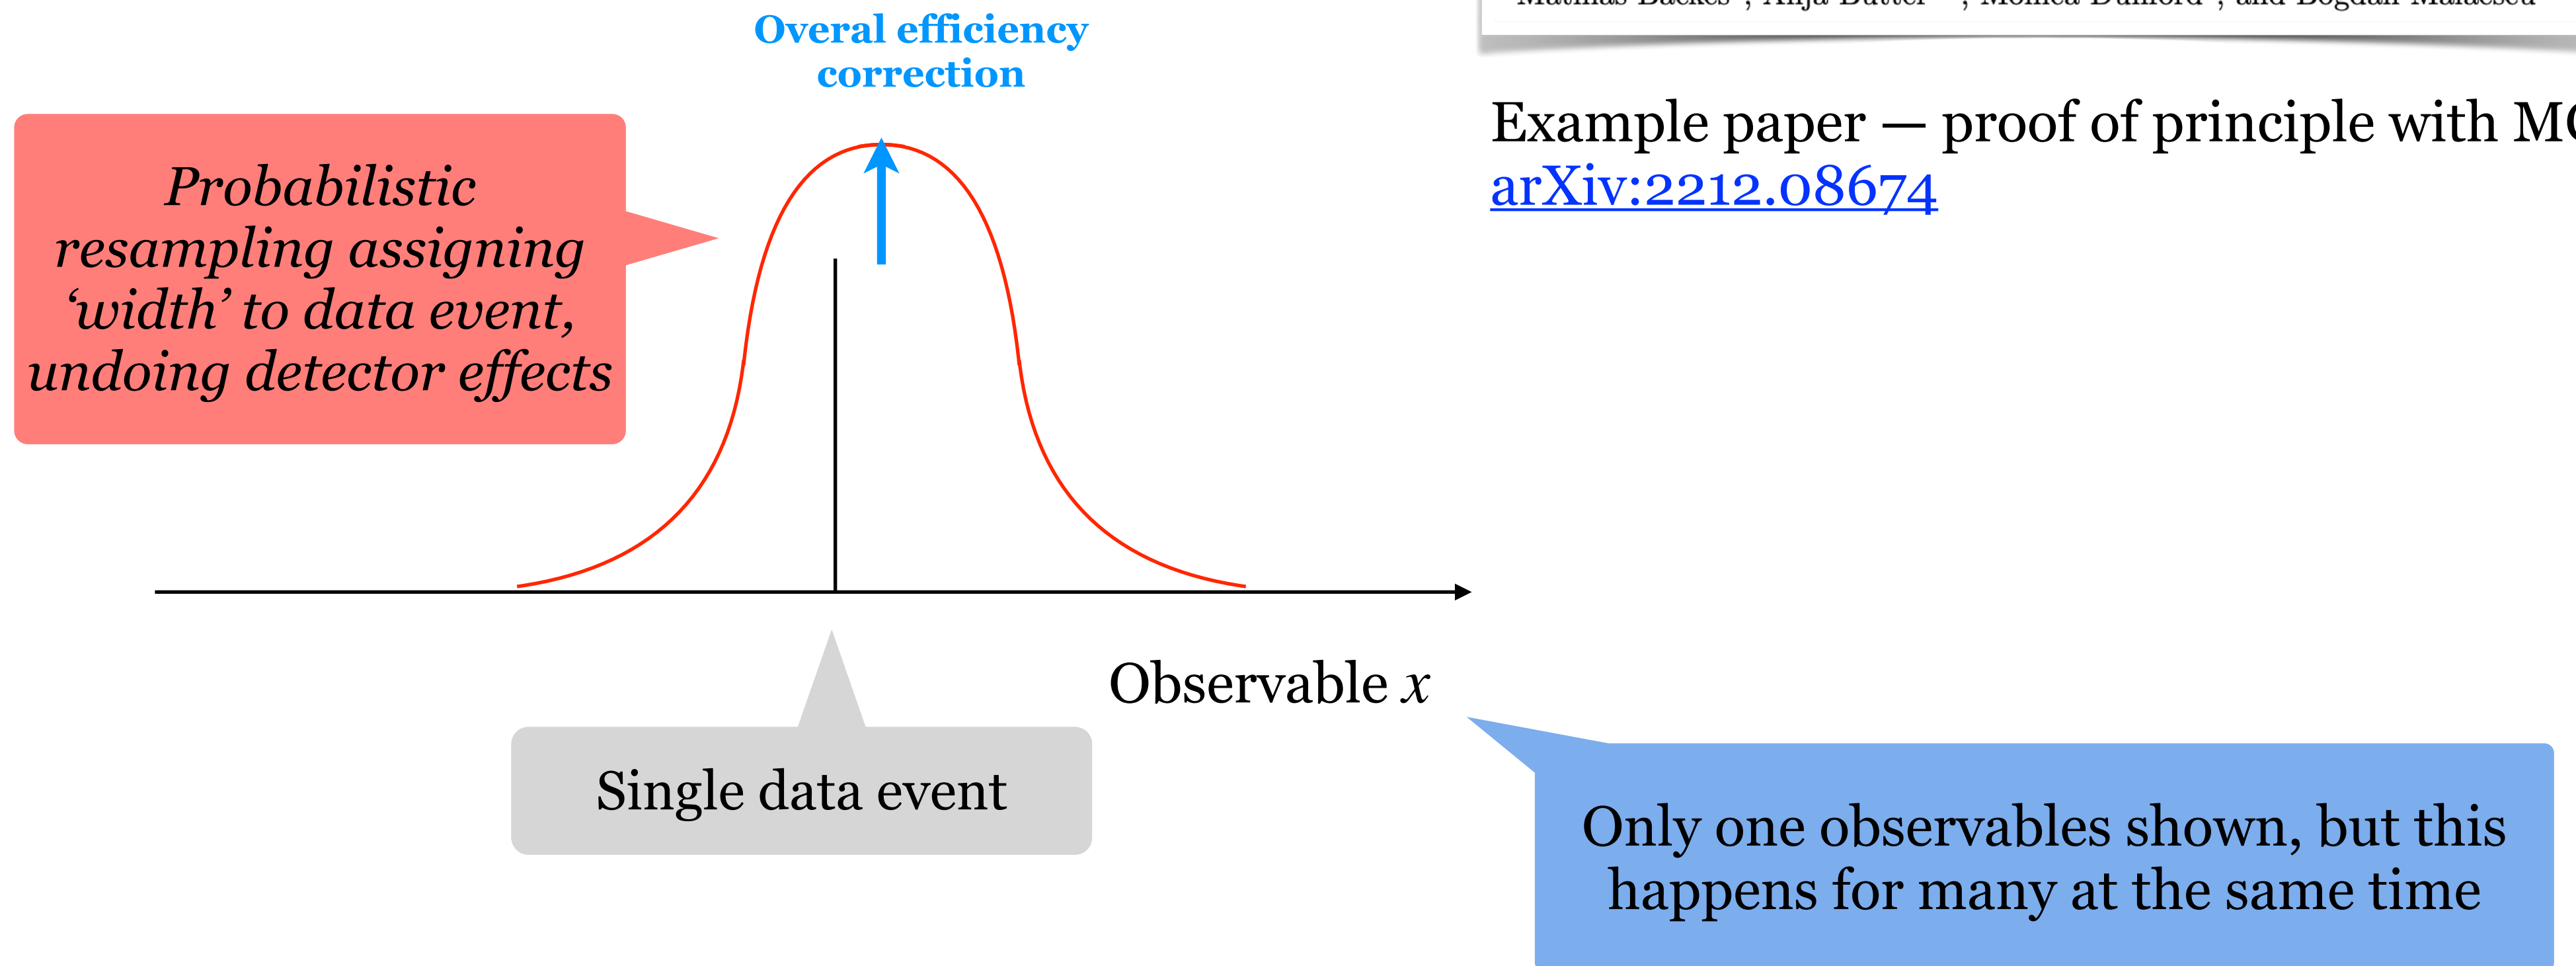 Overal efficiency
correction
Probabilistic
resampling assigning
‘width’ to data event,
undoing detector effects
Example paper — proof of principle with
arXiv:2212.08674
Observable x
Single data event
Only one observables shown, but this
happens for many at the same time